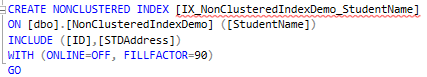 CREATE NONCLUSTERED INDEX [IX_NonClusteredIndexDemo_StudentName]
ON [dbo].[NonClusteredIndexDemo] ([StudentName])
INCLUDE ([ID],[STDAddress])
WITH (ONLINE=OFF, FILLFACTOR=90)
GO